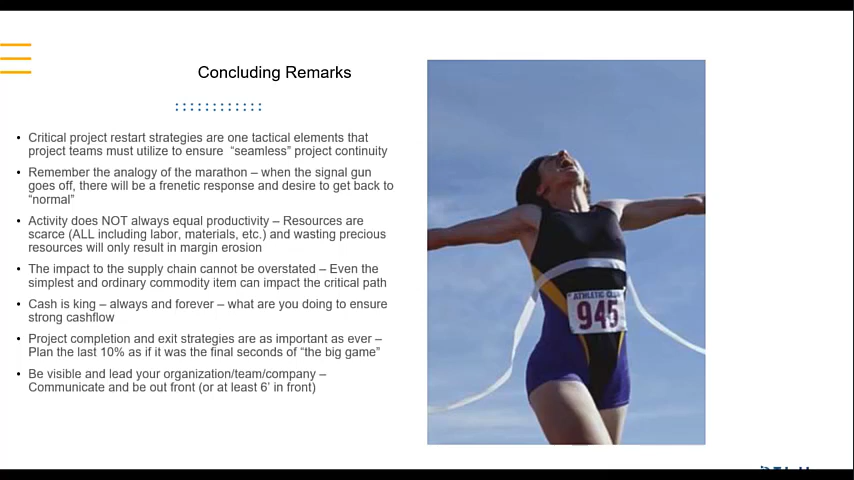 Concluding Remarks
• Critical project restart strategies are one tactical elements that
project teams must utilize to ensure “seamless” project continuity
• Remember the analogy of the marathon – when the signal gun
goes off, there will be a frenetic response and desire to get back to
“normal”
• Activity does NOT always equal productivity – Resources are
scarce (ALL including labor, materials, etc.) and wasting precious
resources will only result in margin erosion
• The impact to the supply chain cannot be overstated – Even the
simplest and ordinary commodity item can impact the critical path
• Cash is king – always and forever – what are you doing to ensure
strong cashflow
• Project completion and exit strategies are as important as ever –
Plan the last 10% as if it was the final seconds of “the big game”
• Be visible and lead your organization/team/company –
Communicate and be out front (or at least 6’ in front)
ATHLETIC
945